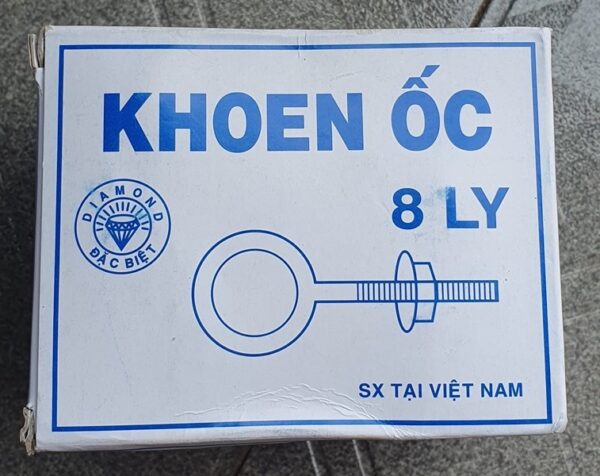 KHOEN ỐC
8 LY
DIAMOND
ĐẶC BIỆT
SX TẠI VIỆT NAM